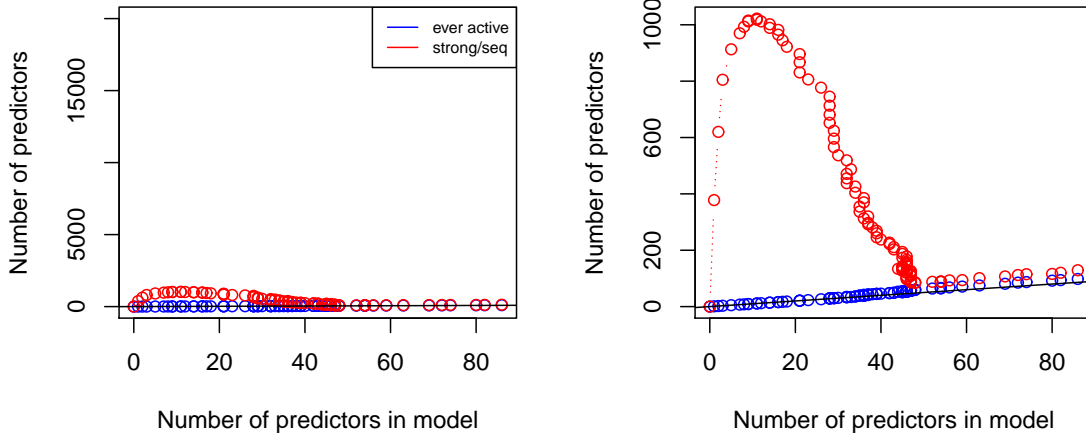 ever active
strong/seq
Number of predictors
0
5000
15000
0 20 40 60 80
Number of predictors in model
Number of predictors
0
200
600
1000
0 20 40 60 80
Number of predictors in model